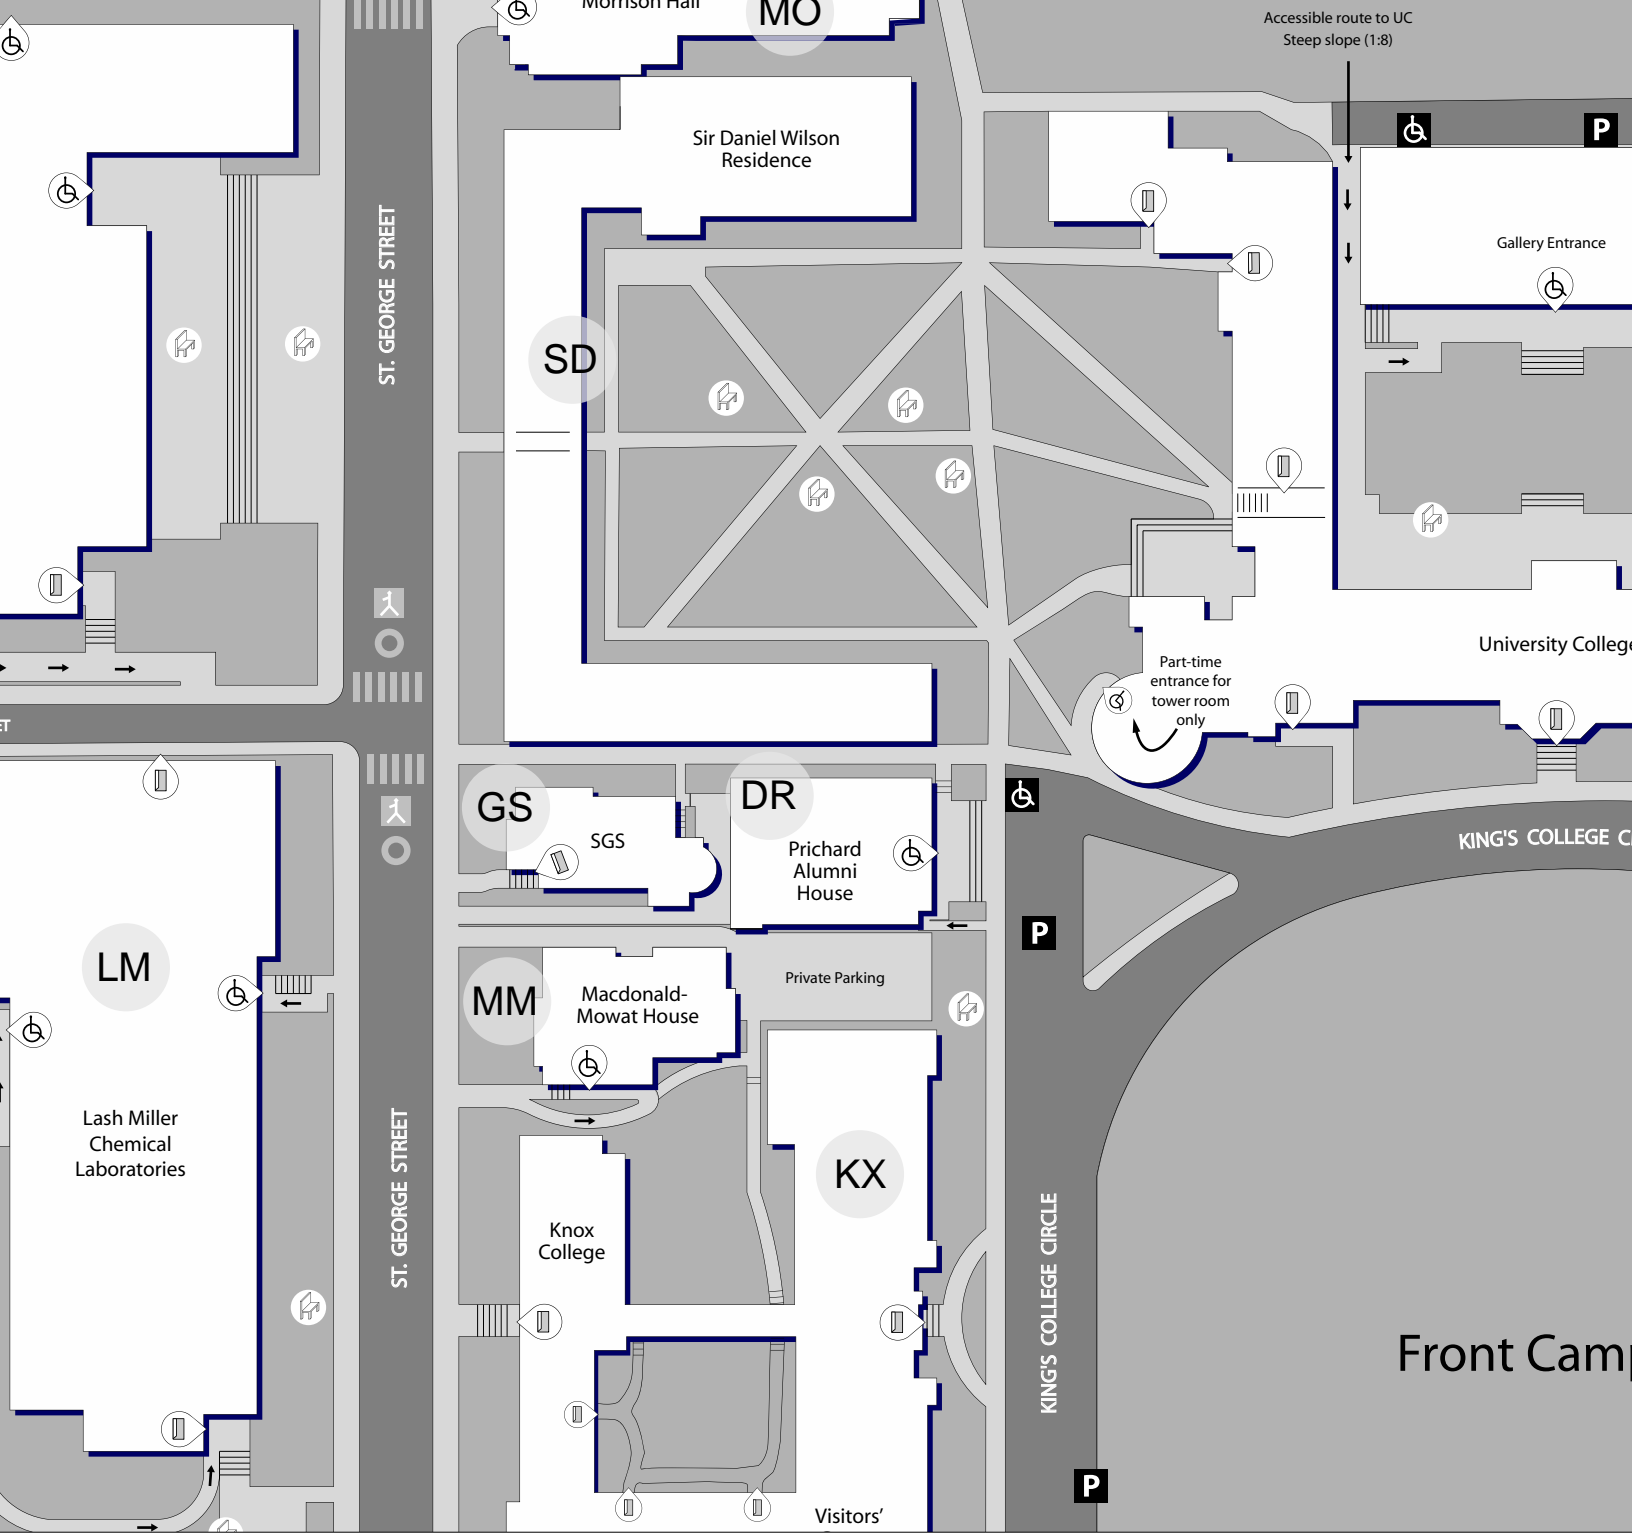 Morrison Hall
MO
Accessible route to UC
Steep slope (1:8)
P
Sir Daniel Wilson
Residence
Gallery Entrance
ST. GEORGE STREET
SD
University College
Part-time
entrance for
tower room
only
GS
DR
SGS
Prichard
Alumni
House
KING'S COLLEGE
P
LM
MM
Macdonald-
Mowat House
Private Parking
Lash Miller
Chemical
Laboratories
ST. GEORGE STREET
KX
Knox
College
KING'S COLLEGE CIRCLE
Front
P
Visitors'